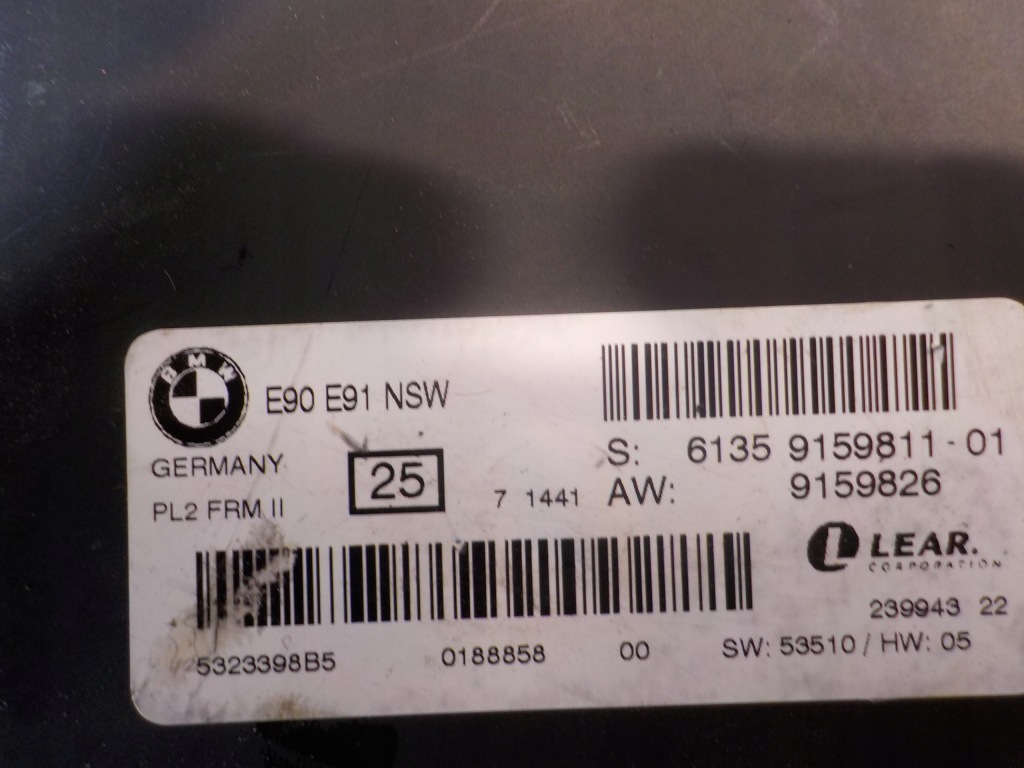 BMW
E90 E91 NSW
GERMANY
PL2 FRM II
25
7 1441
S: 6135 9159811-01
AW: 9159826
L LEAR.
CORPORATION
239943 22
5323398B5 0188858 00
SW: 53510 / HW: 05